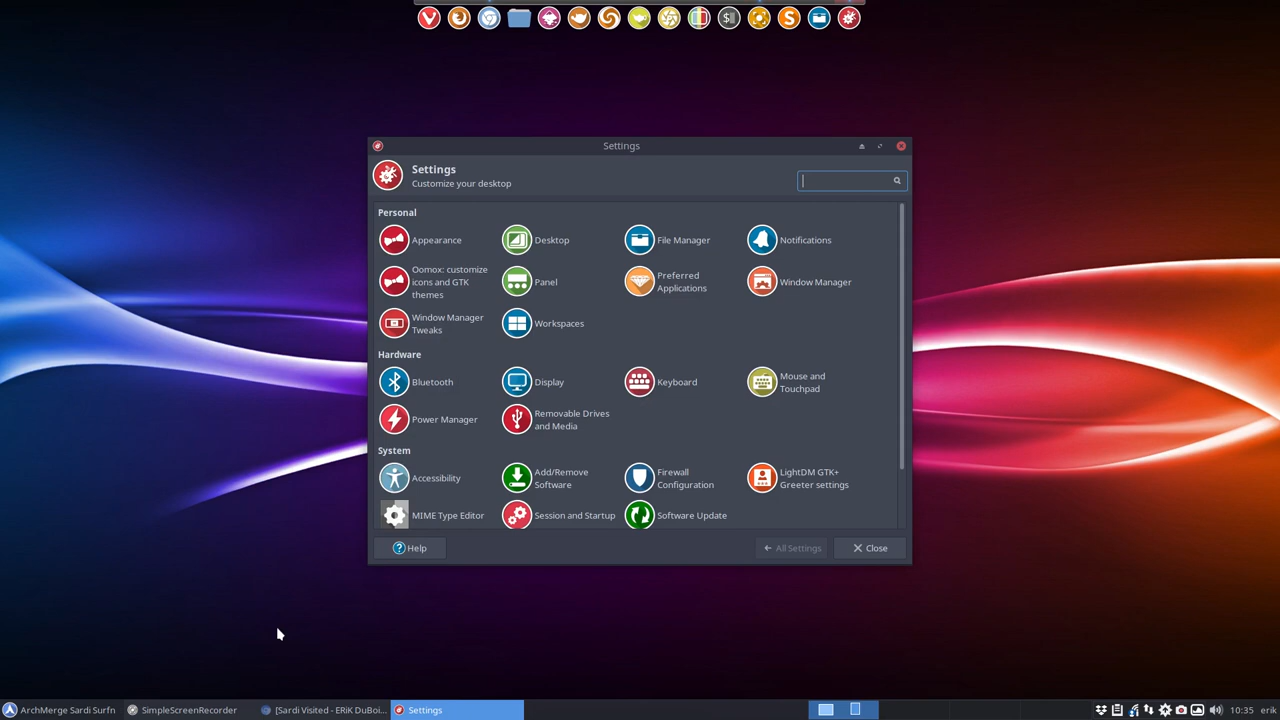 Settings
Settings
Customize your desktop
Personal
Appearance
Desktop
File Manager
Notifications
Oomox: customize
icons and GTK
themes
Panel
Preferred
Applications
Window Manager
Window Manager
Tweaks
Workspaces
Hardware
Bluetooth
Display
Keyboard
Mouse and
Touchpad
Power Manager
Removable Drives
and Media
System
Accessibility
Add/Remove
Software
Firewall
Configuration
LightDM GTK+
Greeter settings
MIME Type Editor
Session and Startup
Software Update
Help
All Settings
Close
ArchMerge Sardi Surfn
SimpleScreenRecorder
[Sardi Visited - ERiK DuBoi...
Settings
10:35
erik